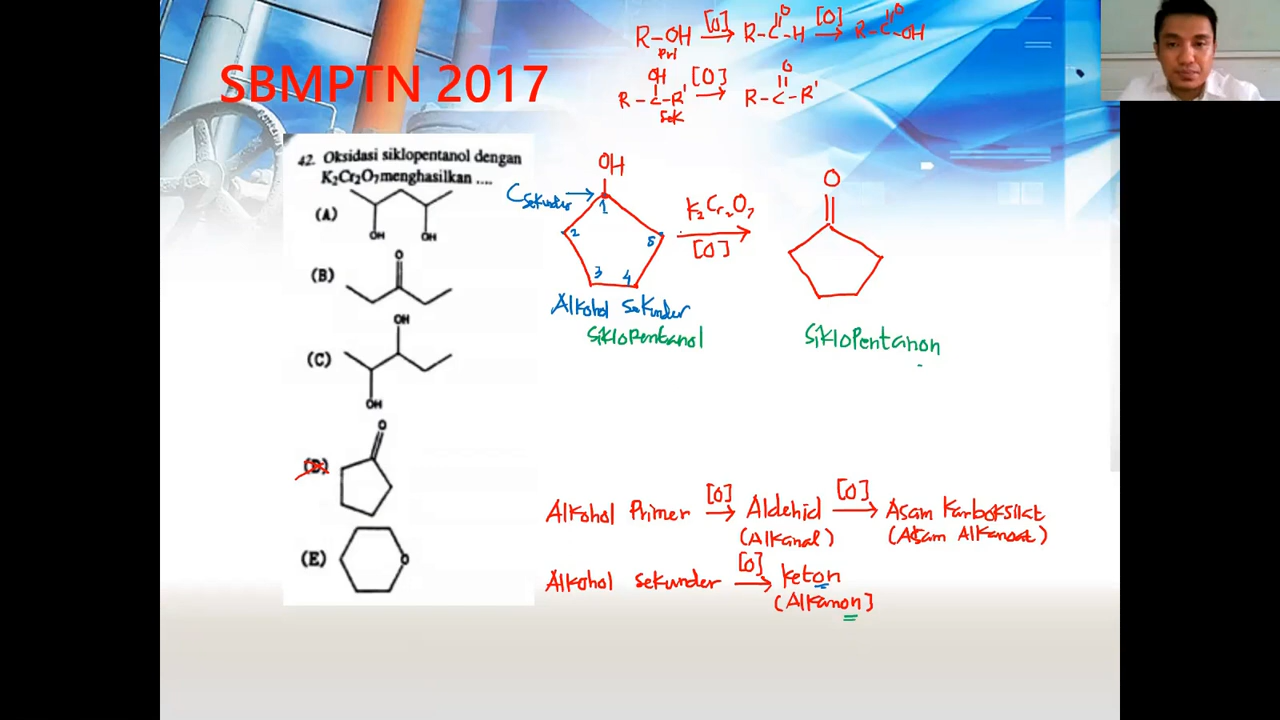 R-OH [O] R-C-H [O] R-C-OH
O
O
Pri
OH
R-C-R' [O] R-C-R'
O
Sek
SBMPTN 2017
42. Oksidasi siklopentanol dengan
K₂Cr₂O₇ menghasilkan ....
(A)
OH OH
(B)
O
(C)
OH
OH
(D)
O
(E)
O
OH
C sekunder
1
2
3
4
5
Alkohol sekunder
Siklopentanol
K₂Cr₂O₇
[O]
O
Siklopentanon
Alkohol Primer [O] Aldehid [O] Asam Karboksilat
(Alkanal) (Asam Alkanoat)
Alkohol sekunder [O] keton
(Alkanon)